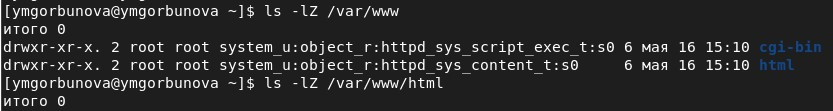 [ymgorbunova@ymgorbunova ~]$ ls -lZ /var/www
итого 0
drwxr-xr-x. 2 root root system_u:object_r:httpd_sys_script_exec_t:s0 6 мая 16 15:10 cgi-bin
drwxr-xr-x. 2 root root system_u:object_r:httpd_sys_content_t:s0     6 мая 16 15:10 html
[ymgorbunova@ymgorbunova ~]$ ls -lZ /var/www/html
итого 0